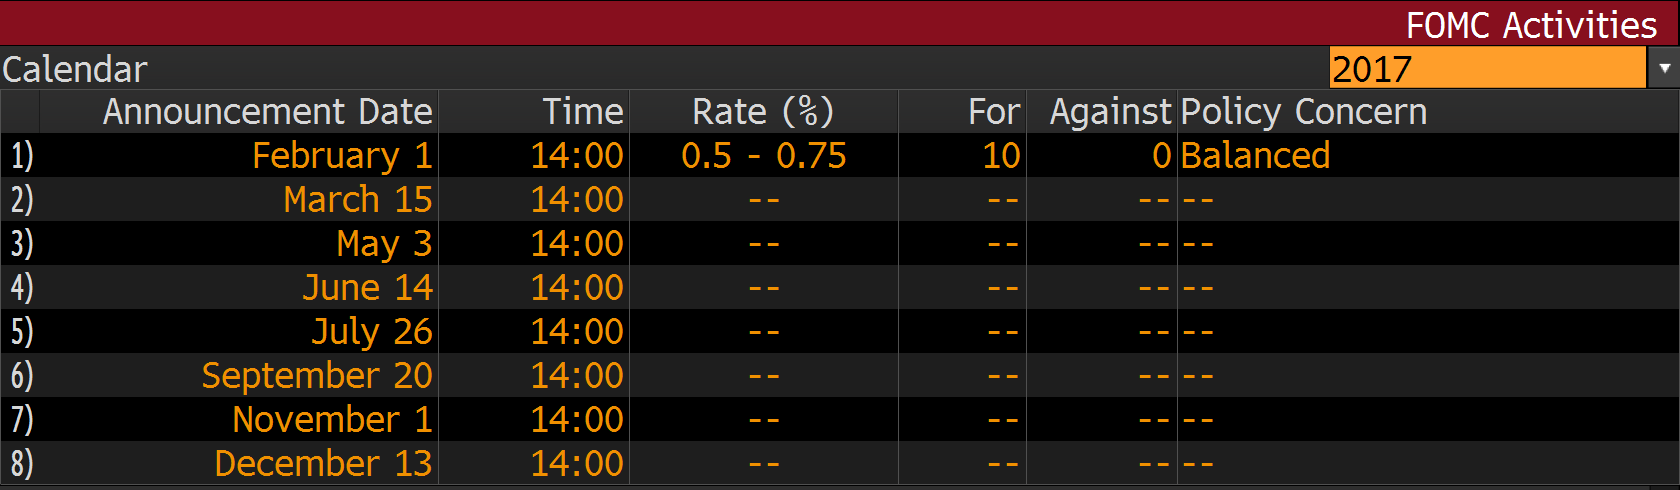 FOMC Activities
Calendar 2017
Announcement Date Time Rate (%) For Against Policy Concern
1) February 1 14:00 0.5 - 0.75 10 0 Balanced
2) March 15 14:00 -- -- -- --
3) May 3 14:00 -- -- -- --
4) June 14 14:00 -- -- -- --
5) July 26 14:00 -- -- -- --
6) September 20 14:00 -- -- -- --
7) November 1 14:00 -- -- -- --
8) December 13 14:00 -- -- -- --